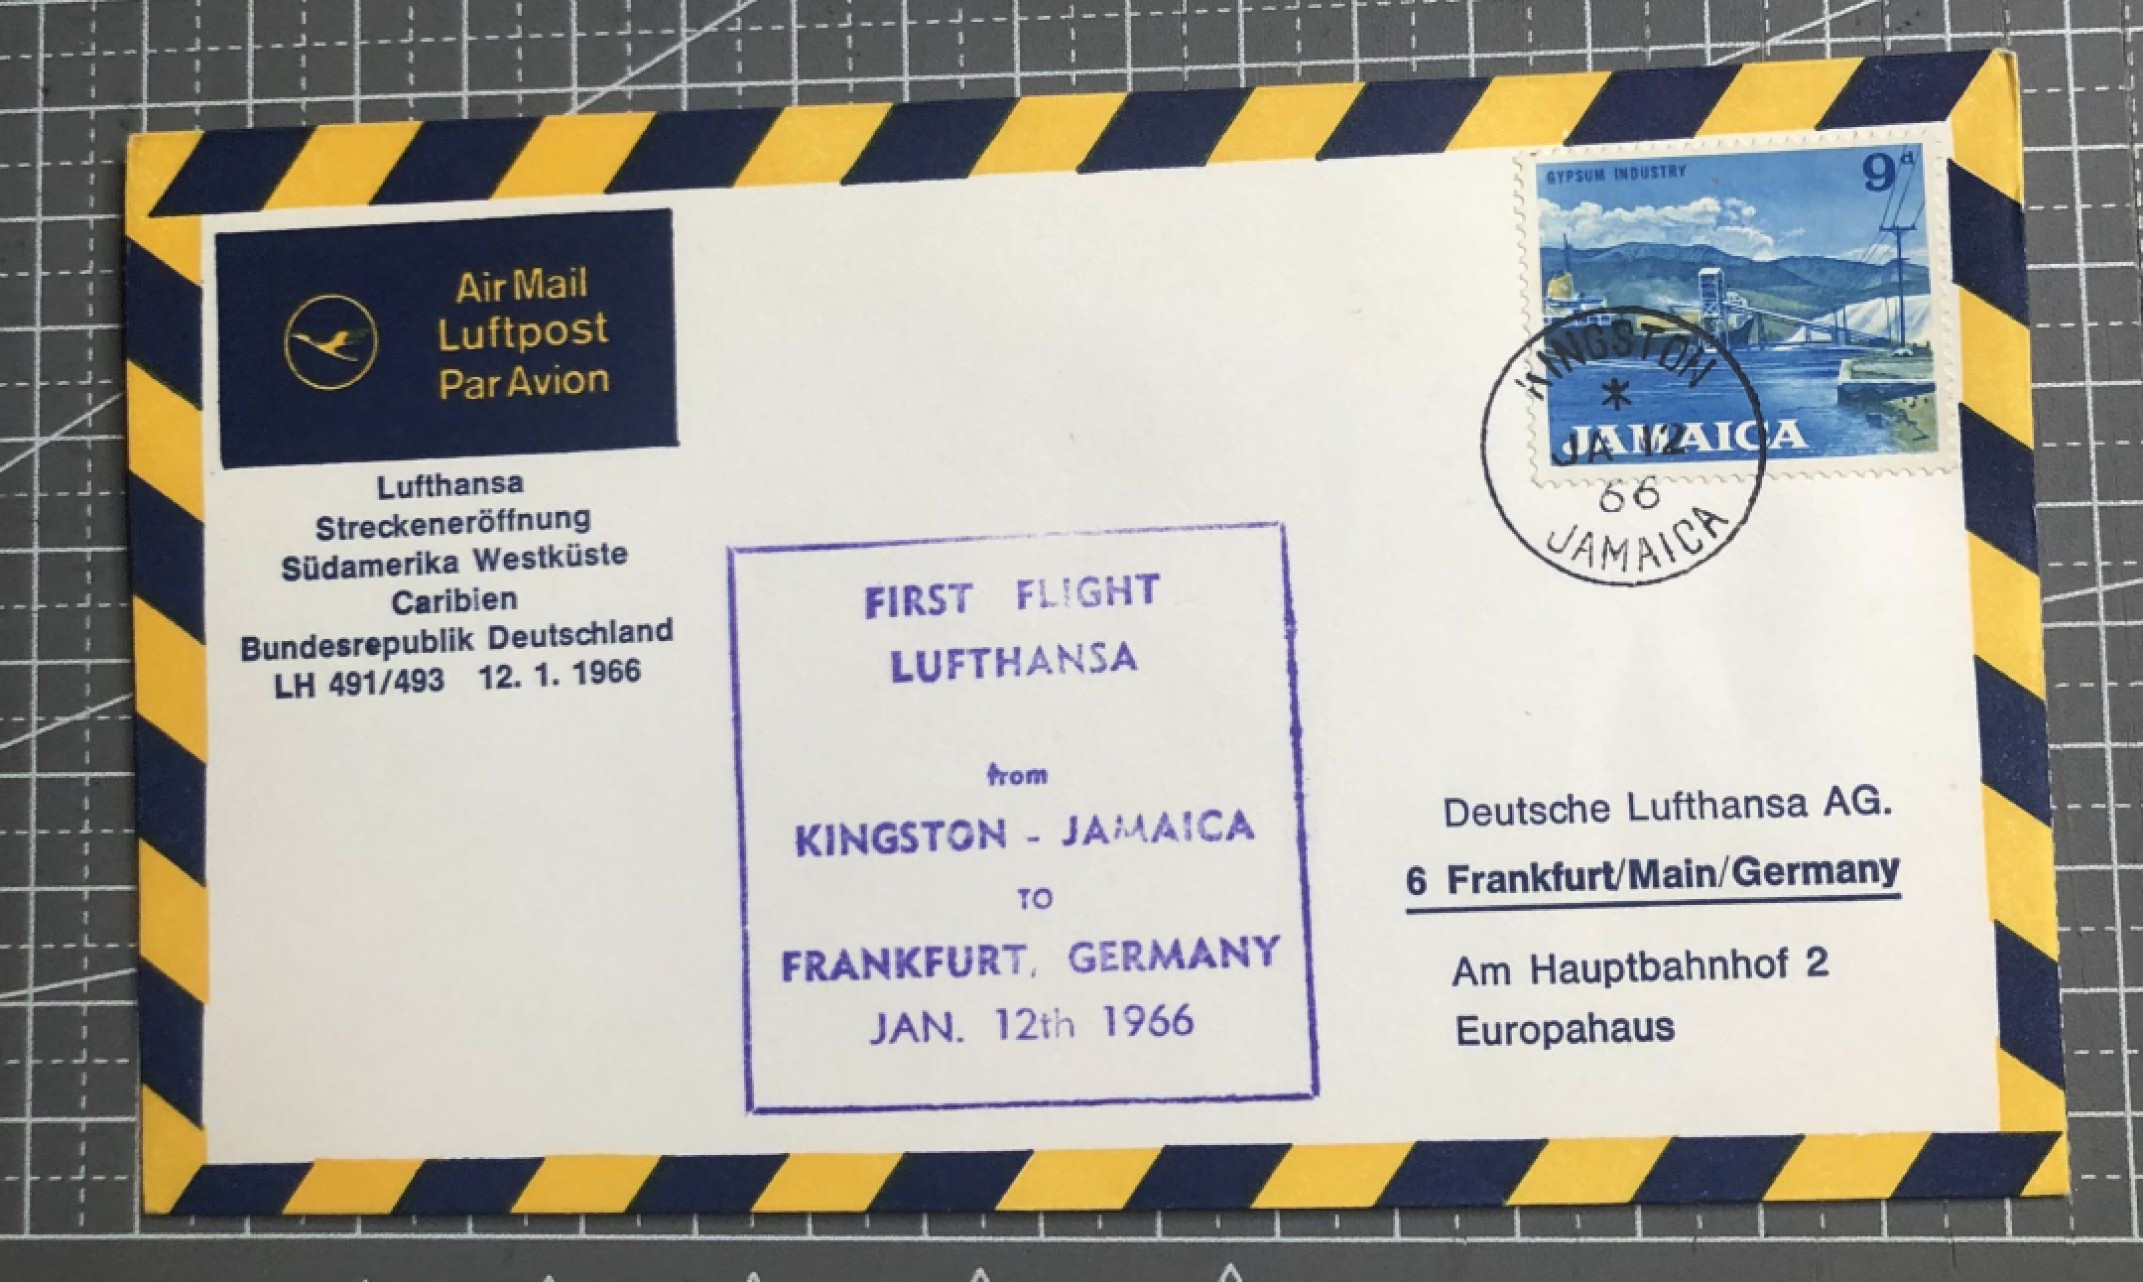 Air Mail
Luftpost
Par Avion
Lufthansa
Streckeneröffnung
Südamerika Westküste
Caribien
Bundesrepublik Deutschland
LH 491/493 12. 1. 1966
GYPSUM INDUSTRY 9d
JAMAICA
KINGSTON
*
JA 12
66
JAMAICA
FIRST FLIGHT
LUFTHANSA
from
KINGSTON - JAMAICA
TO
FRANKFURT, GERMANY
JAN. 12th 1966
Deutsche Lufthansa AG.
6 Frankfurt/Main/Germany
Am Hauptbahnhof 2
Europahaus